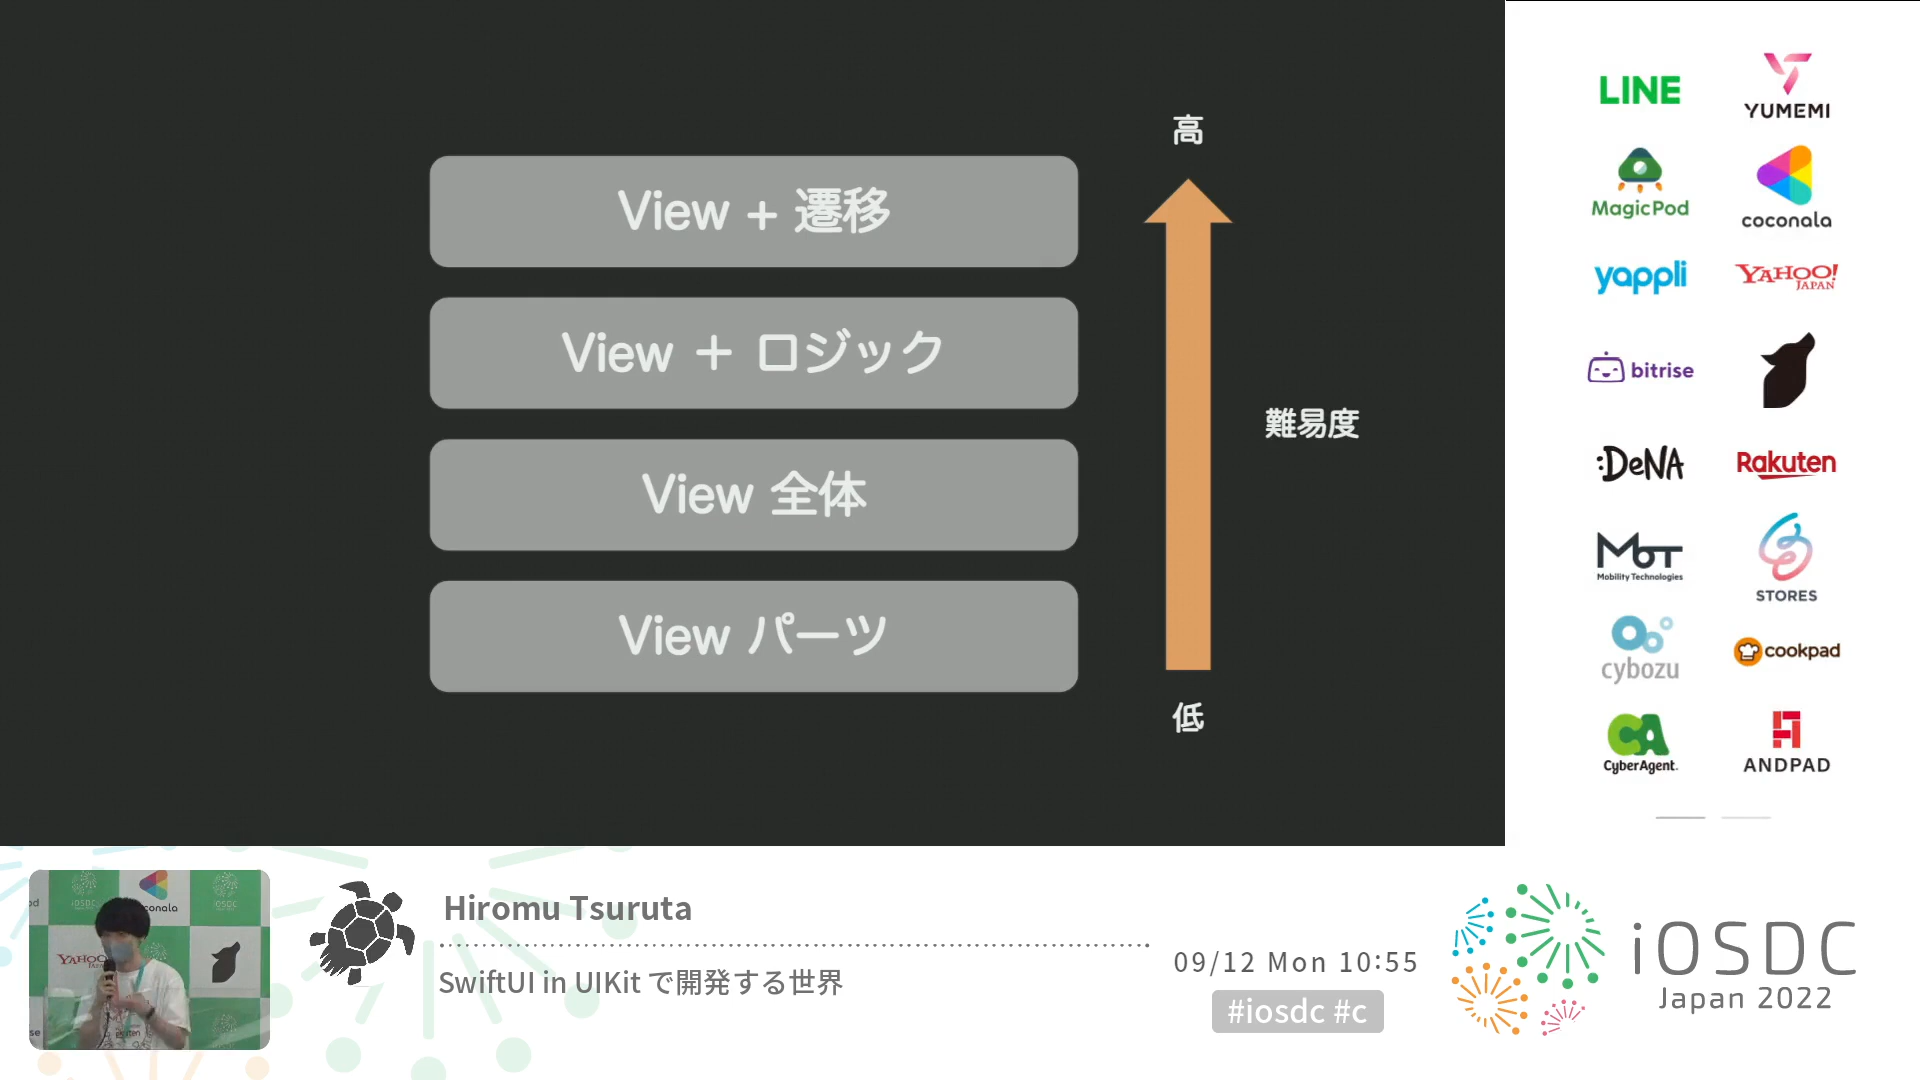 高
View + 遷移
View + ロジック
難易度
View 全体
View パーツ
低
LINE
YUMEMI
MagicPod
coconala
yappli
YAHOO!
JAPAN
bitrise
:DeNA
Rakuten
MoT
Mobility Technologies
STORES
cybozu
cookpad
CA
CyberAgent.
ANDPAD
Hiromu Tsuruta
SwiftUI in UIKit で開発する世界
09/12 Mon 10:55
#iosdc #c
iOSDC
Japan 2022